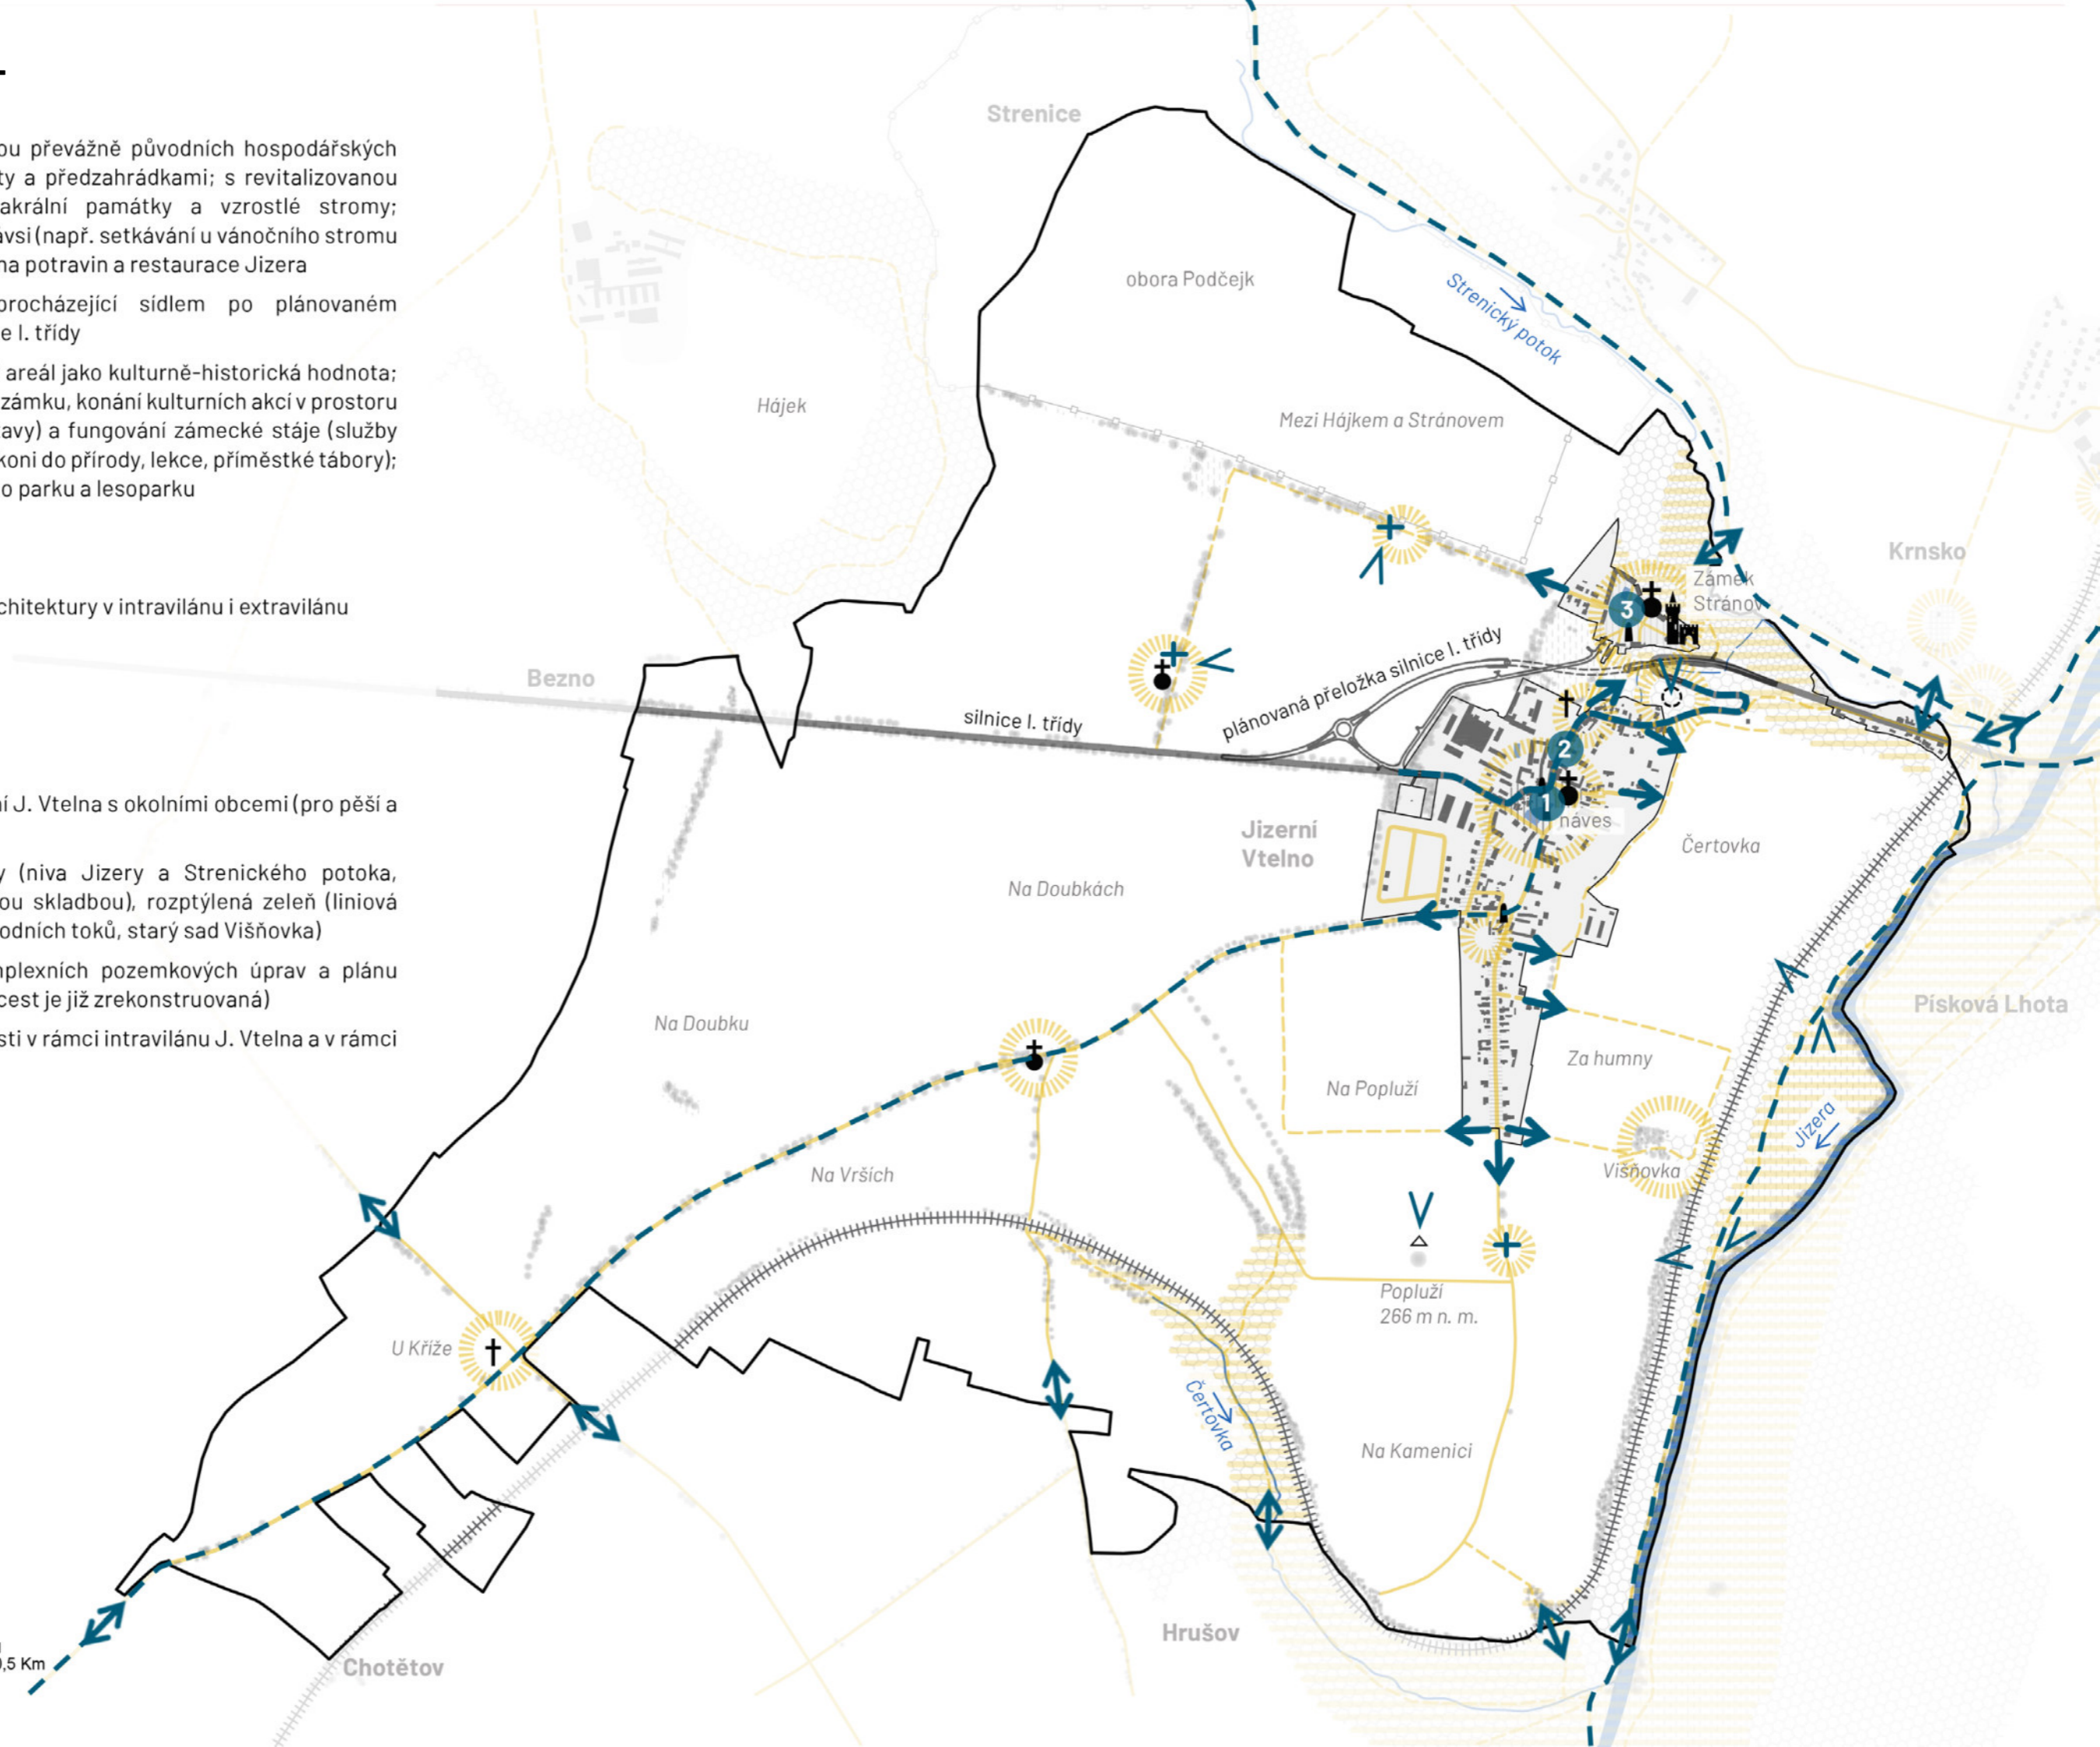 ou převážně původních hospodářských
ty a předzahrádkami; s revitalizovanou
akrální památky a vzrostlé stromy;
ávsi (např. setkávání u vánočního stromu
na potravin a restaurace Jizera
procházející sídlem po plánovaném
e I. třídy
areál jako kulturně-historická hodnota;
zámku, konání kulturních akcí v prostoru
tavy) a fungování zámecké stáje (služby
koni do přírody, lekce, příměstké tábory);
o parku a lesoparku
chitektury v intravilánu i extravilánu
ní J. Vtelna s okolními obcemi (pro pěší a
y (niva Jizery a Strenického potoka,
ou skladbou), rozptýlená zeleň (liniová
odních toků, starý sad Višňovka)
mplexních pozemkových úprav a plánu
cest je již zrekonstruovaná)
sti v rámci intravilánu J. Vtelna a v rámci
0,5 Km
Strenice
obora Podčejk
Strenický potok
Hájek
Mezi Hájkem a Stránovem
Krnsko
Zámek
Stránov
3
Bezno
silnice I. třídy
plánovaná přeložka silnice I. třídy
2
1
náves
Jizerní
Vtelno
Čertovka
Na Doubkách
Písková Lhota
Na Doubku
Za humny
Na Popluží
Jizera
Na Vrších
Višňovka
Popluží
266 m n. m.
U Kříže
Čertovka
Na Kamenici
Hrušov
Chotětov